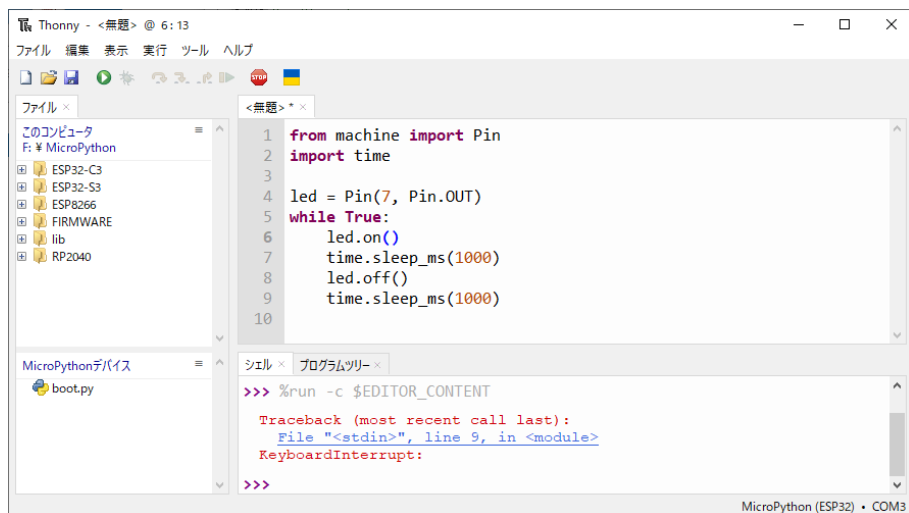 Thonny - <無題> @ 6:13
ファイル 編集 表示 実行 ツール ヘルプ
STOP
ファイル ×
このコンピュータ
F: ¥ MicroPython
ESP32-C3
ESP32-S3
ESP8266
FIRMWARE
lib
RP2040
MicroPythonデバイス
boot.py
<無題> * ×
1 from machine import Pin
2 import time
3
4 led = Pin(7, Pin.OUT)
5 while True:
6     led.on()
7     time.sleep_ms(1000)
8     led.off()
9     time.sleep_ms(1000)
10
シェル × プログラムツリー ×
>>> %run -c $EDITOR_CONTENT
Traceback (most recent call last):
  File "<stdin>", line 9, in <module>
KeyboardInterrupt:
>>>
MicroPython (ESP32) • COM3